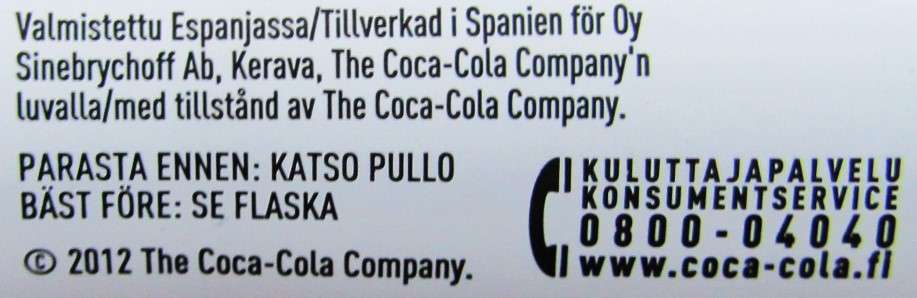 Valmistettu Espanjassa/Tillverkad i Spanien för Oy
Sinebrychoff Ab, Kerava, The Coca-Cola Company'n
luvalla/med tillstånd av The Coca-Cola Company.
PARASTA ENNEN: KATSO PULLO
BÄST FÖRE: SE FLASKA
© 2012 The Coca-Cola Company.
KULUTTAJAPALVELU
KONSUMENTSERVICE
0800-04040
www.coca-cola.fi